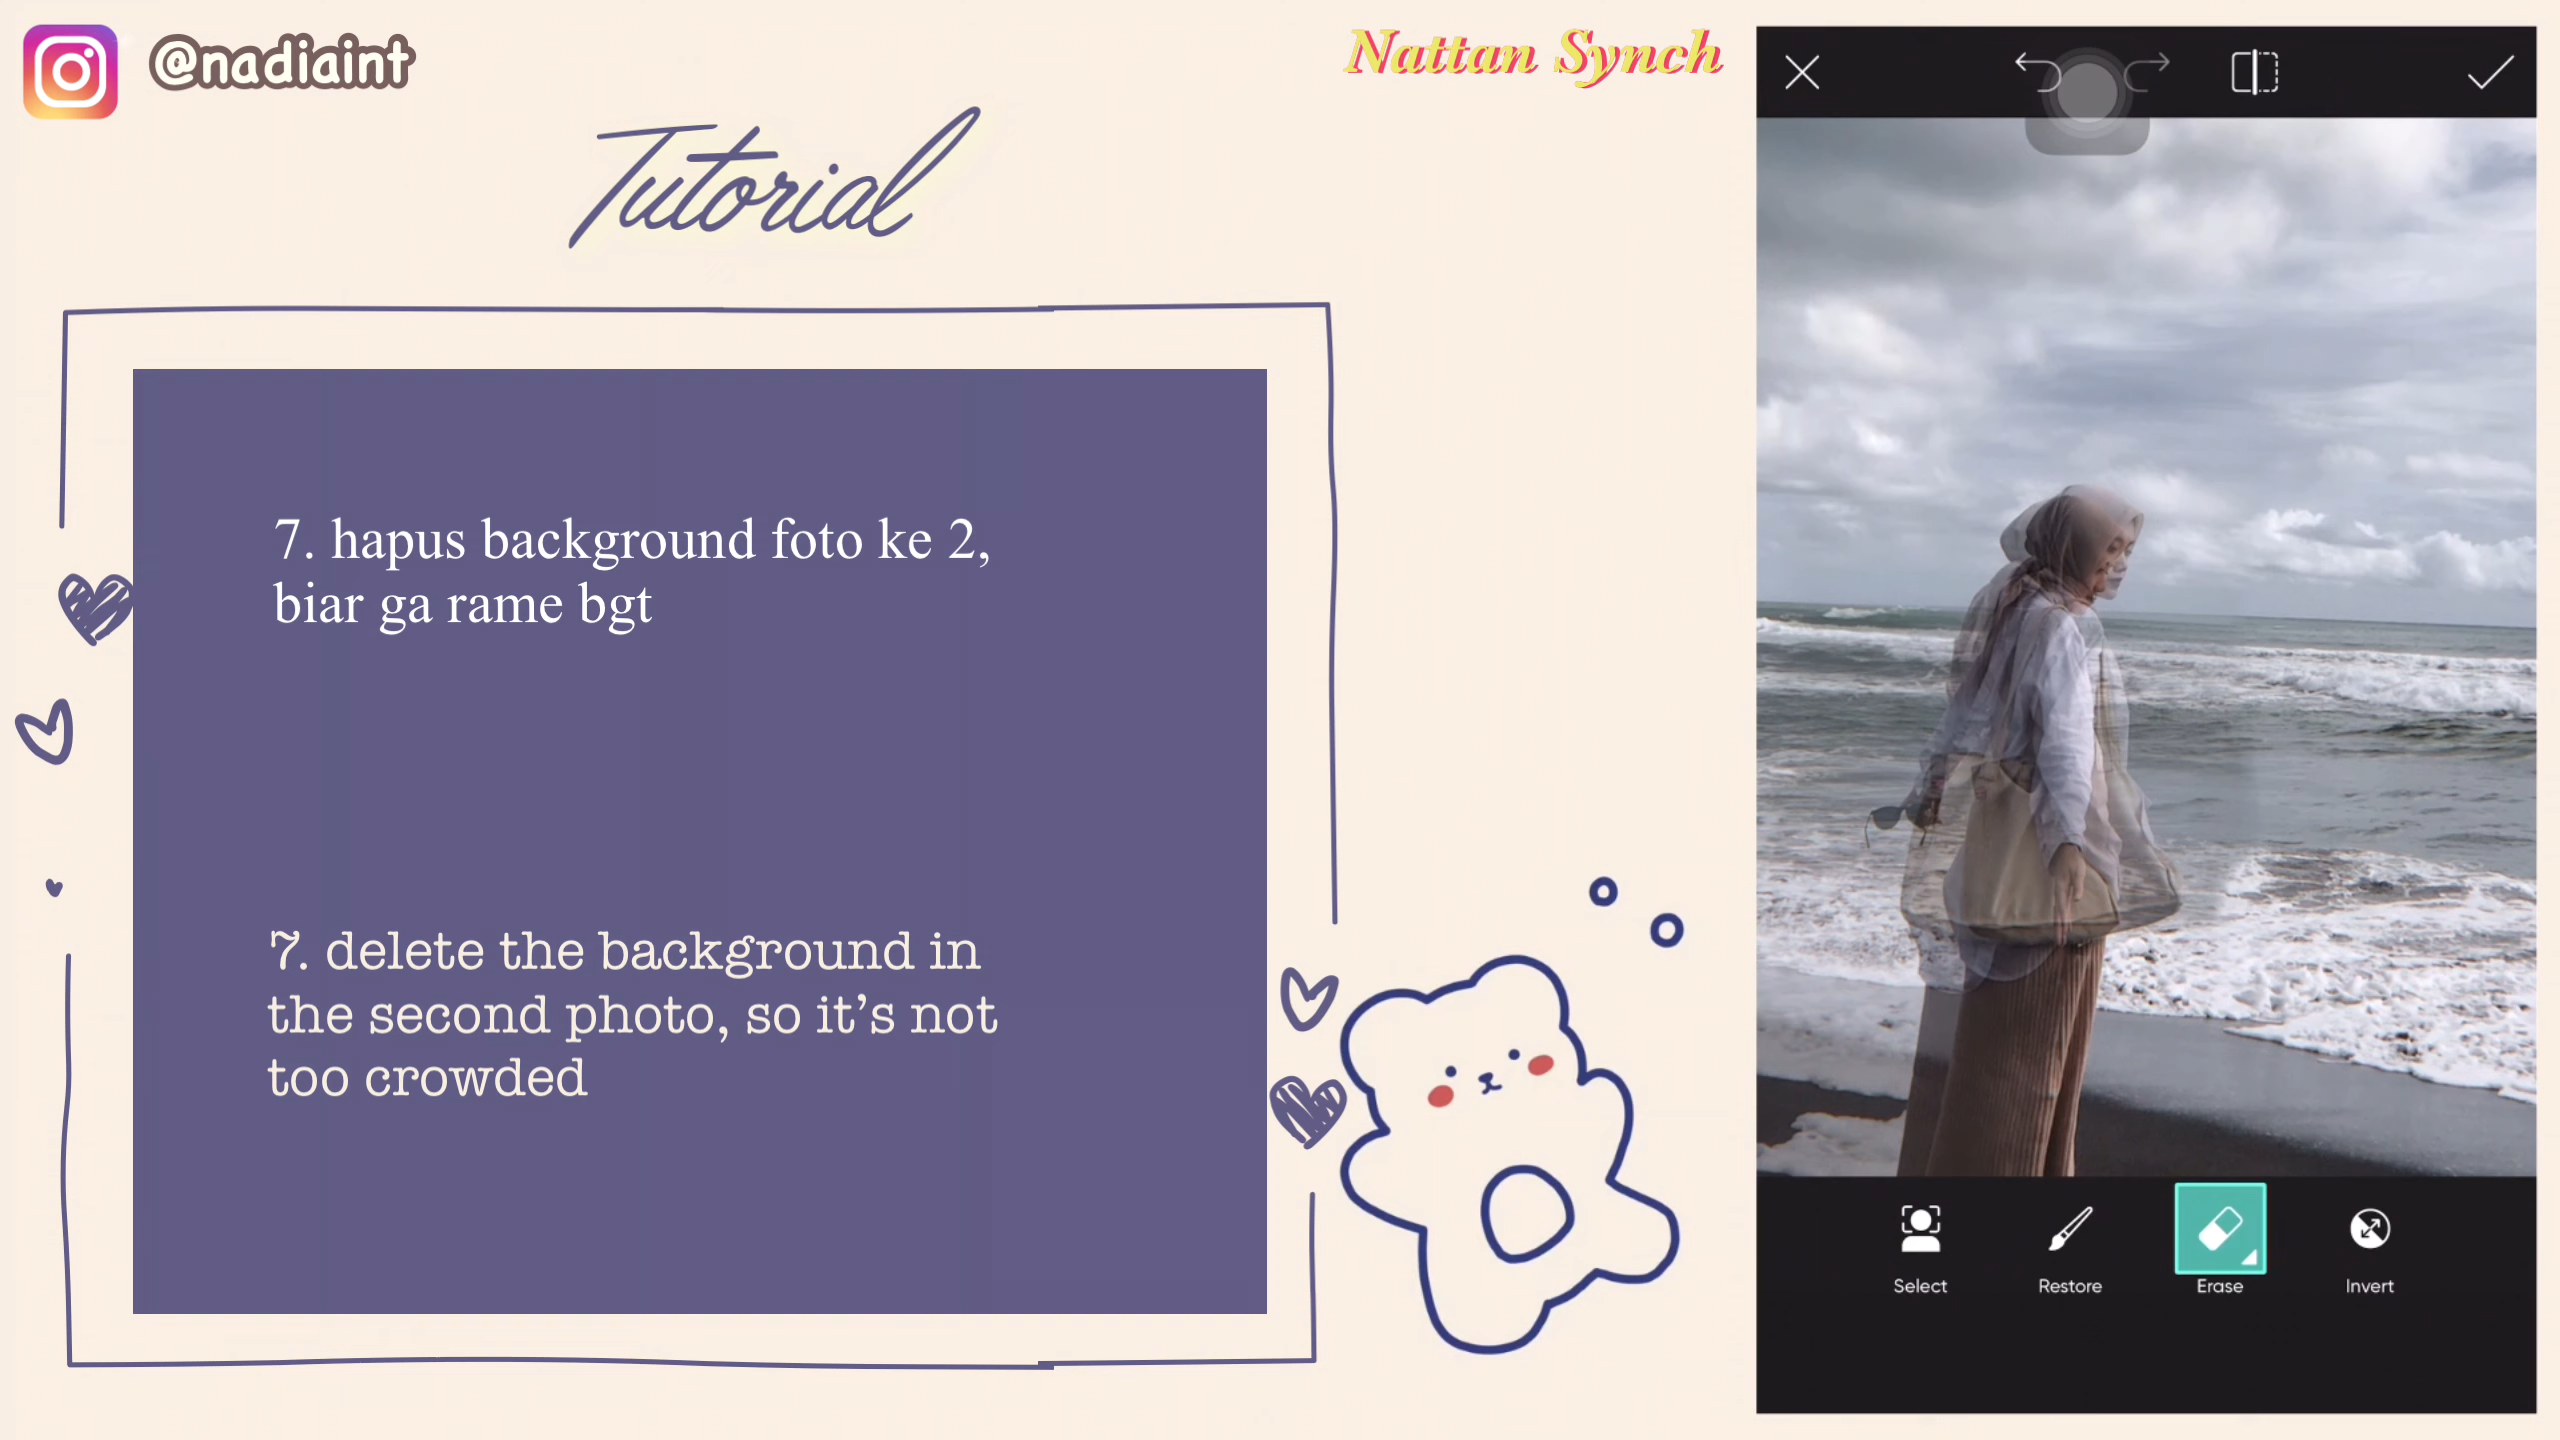 @nadiaint
Nattan Synch
Tutorial
7. hapus background foto ke 2,
biar ga rame bgt
7. delete the background in
the second photo, so it's not
too crowded
Select
Restore
Erase
Invert